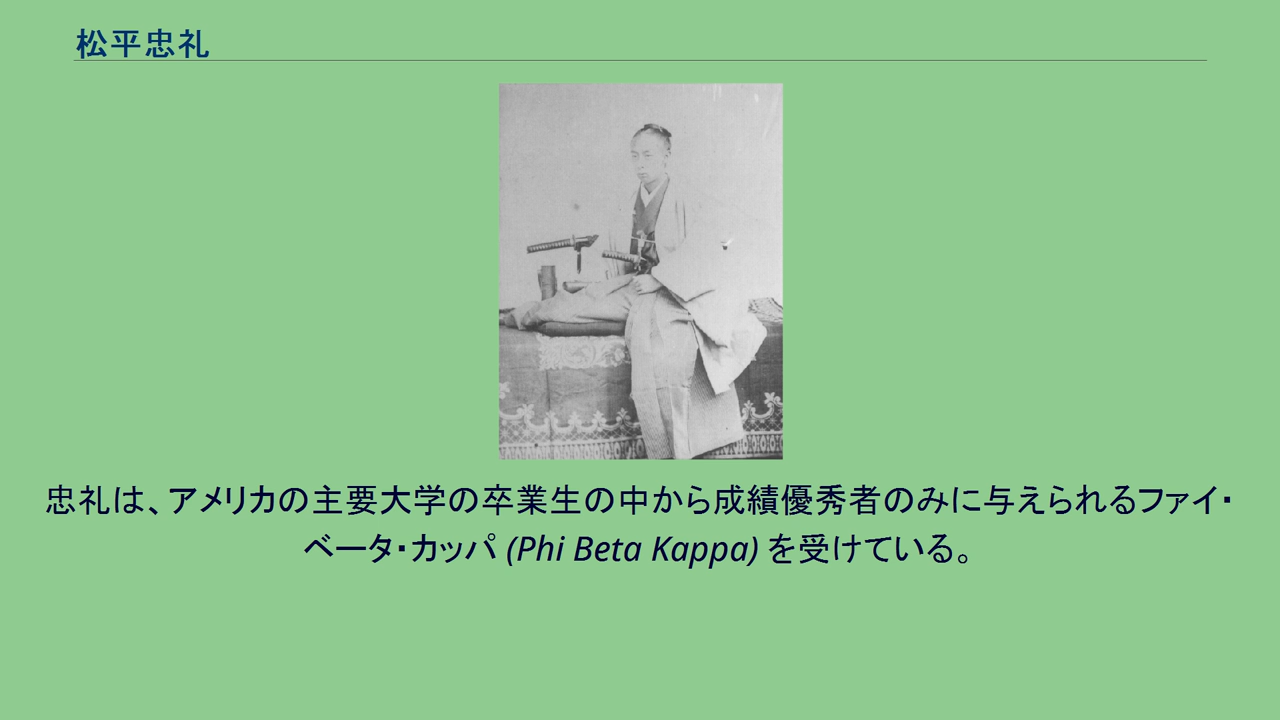 松平忠礼
忠礼は、アメリカの主要大学の卒業生の中から成績優秀者のみに与えられるファイ・
ベータ・カッパ (Phi Beta Kappa) を受けている。